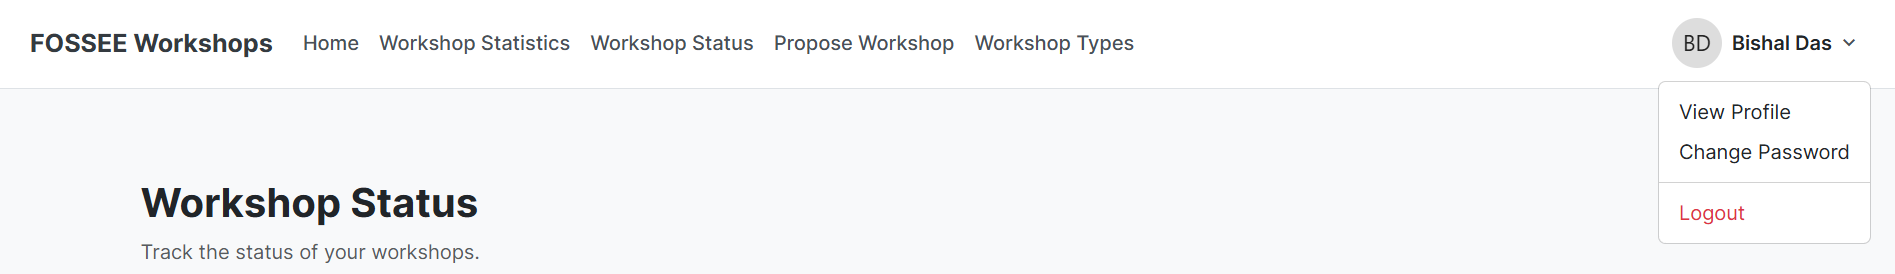 FOSSEE Workshops Home Workshop Statistics Workshop Status Propose Workshop Workshop Types BD Bishal Das
View Profile
Change Password
Logout
Workshop Status
Track the status of your workshops.